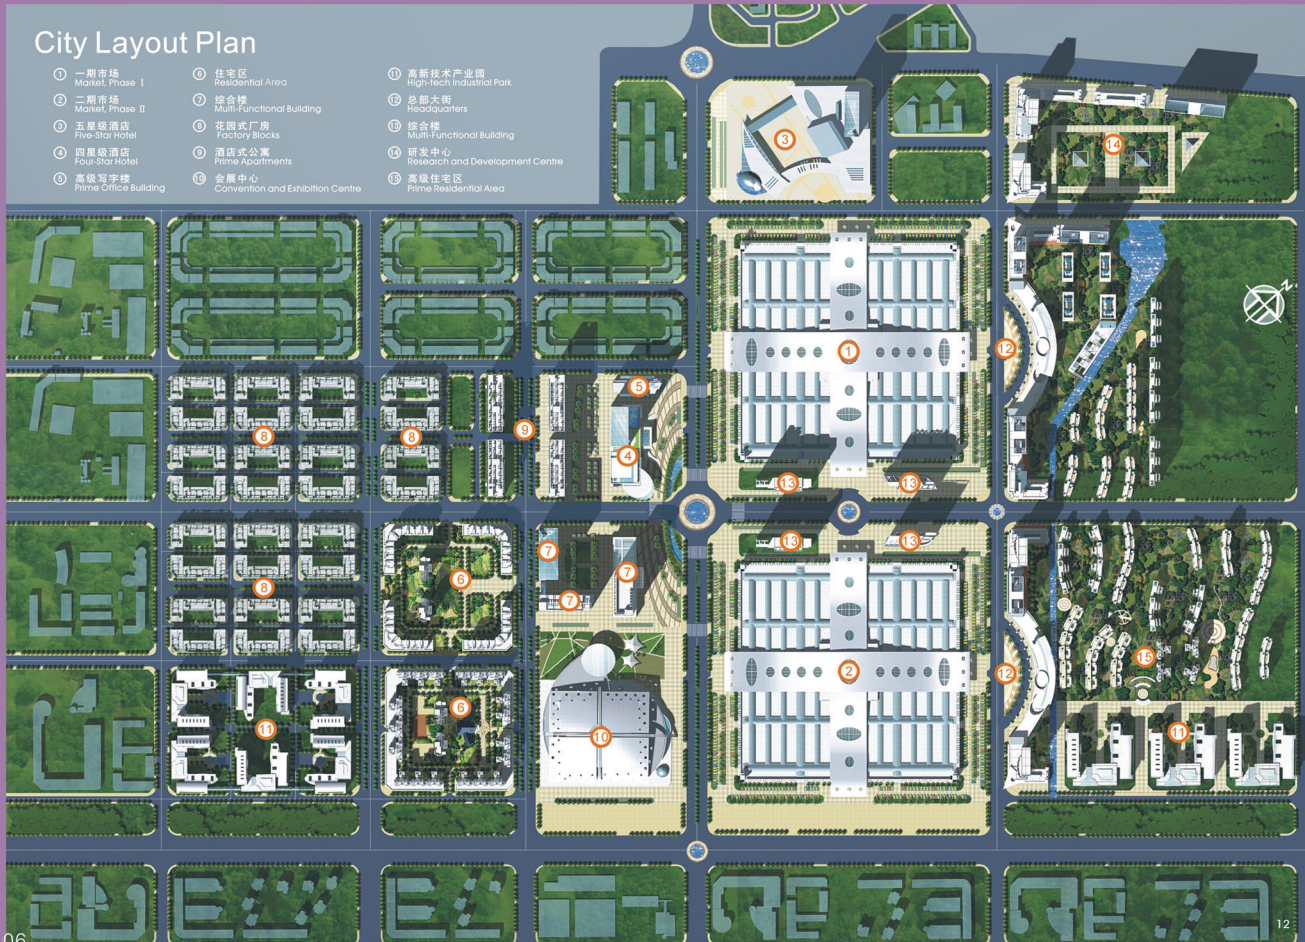 City Layout Plan
① 一期市场
Market, Phase Ⅰ
② 二期市场
Market, Phase Ⅱ
③ 五星级酒店
Five-Star Hotel
④ 四星级酒店
Four-Star Hotel
⑤ 高级写字楼
Prime Office Building
⑥ 住宅区
Residential Area
⑦ 综合楼
Multi-Functional Building
⑧ 花园式厂房
Factory Blocks
⑨ 酒店式公寓
Prime Apartments
⑩ 会展中心
Convention and Exhibition Centre
⑪ 高新技术产业园
High-tech Industrial Park
⑫ 总部大街
Headquarters
⑬ 综合楼
Multi-Functional Building
⑭ 研发中心
Research and Development Centre
⑮ 高级住宅区
Prime Residential Area
3
14
N
1
12
5
8
8
9
4
13
13
7
13
13
6
7
8
7
15
12
2
6
11
11
10
12
06